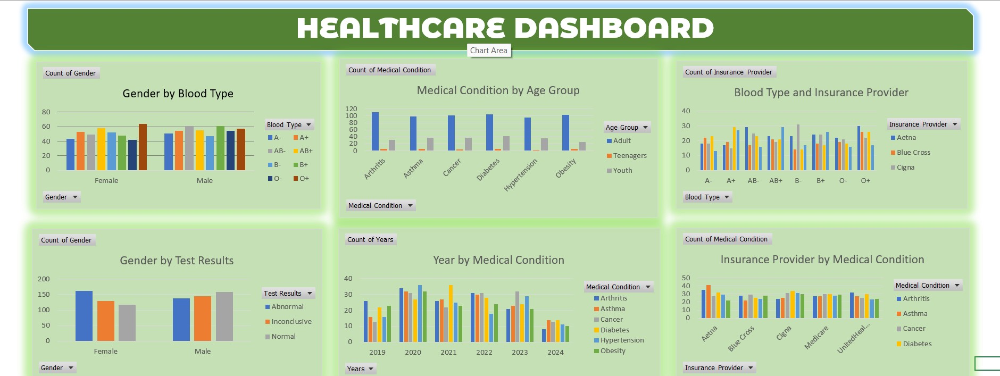 HEALTHCARE DASHBOARD
Chart Area
Count of Gender
Gender by Blood Type
80
60
40
20
0
Female
Male
Blood Type
A-
A+
AB-
AB+
B-
B+
O-
O+
Gender
Count of Medical Condition
Medical Condition by Age Group
120
100
80
60
40
20
0
Arthritis
Asthma
Cancer
Diabetes
Hypertension
Obesity
Age Group
Adult
Teenagers
Youth
Medical Condition
Count of Insurance Provider
Blood Type and Insurance Provider
40
30
20
10
0
A-
A+
AB-
AB+
B-
B+
O-
O+
Insurance Provider
Aetna
Blue Cross
Cigna
Blood Type
Count of Gender
Gender by Test Results
200
150
100
50
0
Female
Male
Test Results
Abnormal
Inconclusive
Normal
Gender
Count of Years
Year by Medical Condition
40
30
20
10
0
2019
2020
2021
2022
2023
2024
Medical Condition
Arthritis
Asthma
Cancer
Diabetes
Hypertension
Obesity
Years
Count of Medical Condition
Insurance Provider by Medical Condition
50
40
30
20
10
0
Aetna
Blue Cross
Cigna
Medicare
UnitedHeal...
Medical Condition
Arthritis
Asthma
Cancer
Diabetes
Insurance Provider